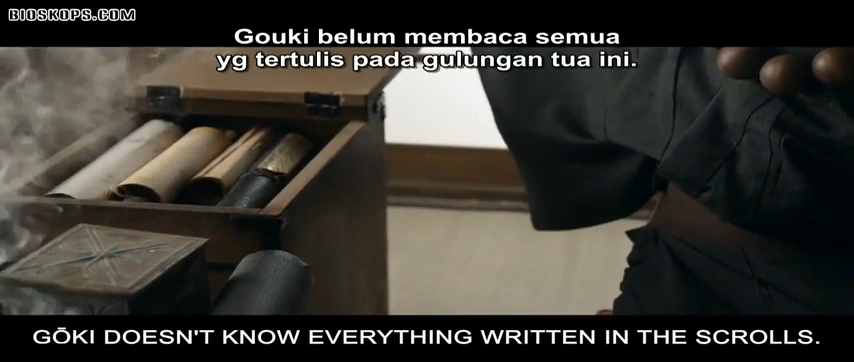 BIOSKOPS.COM
Gouki belum membaca semua
yg tertulis pada gulungan tua ini.
GŌKI DOESN'T KNOW EVERYTHING WRITTEN IN THE SCROLLS.